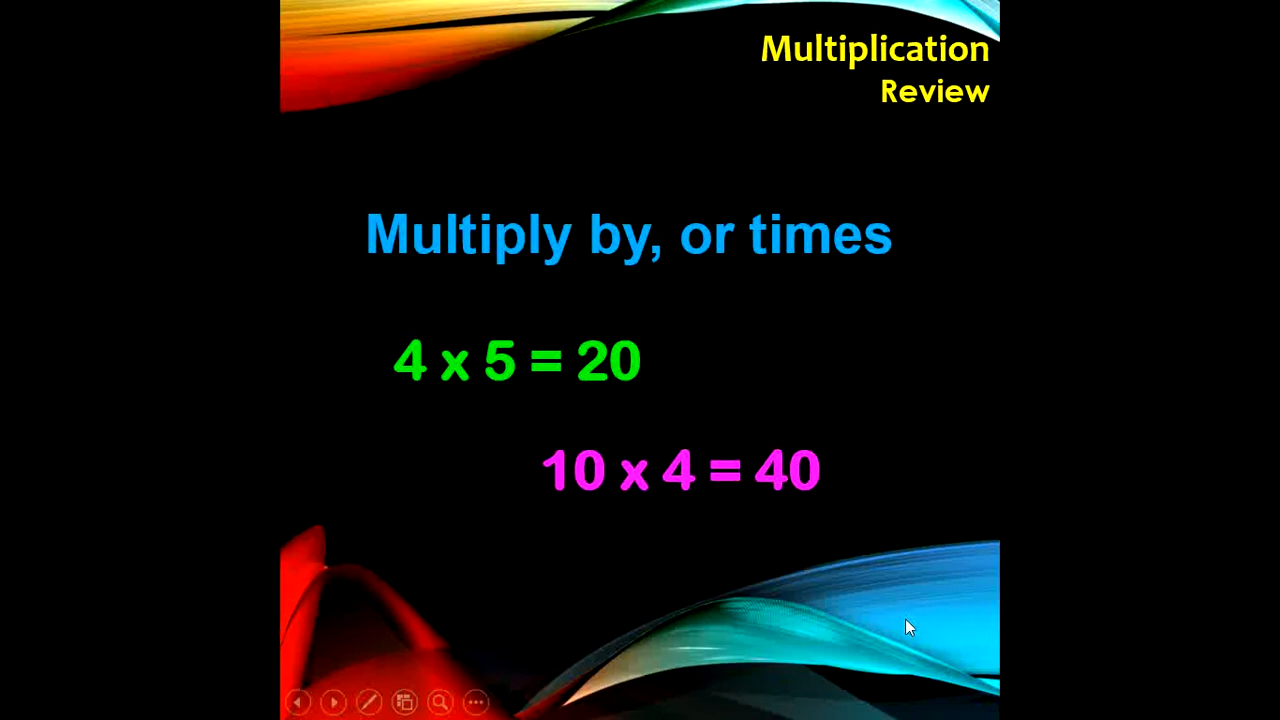 Multiplication
Review
Multiply by, or times
4 x 5 = 20
10 x 4 = 40